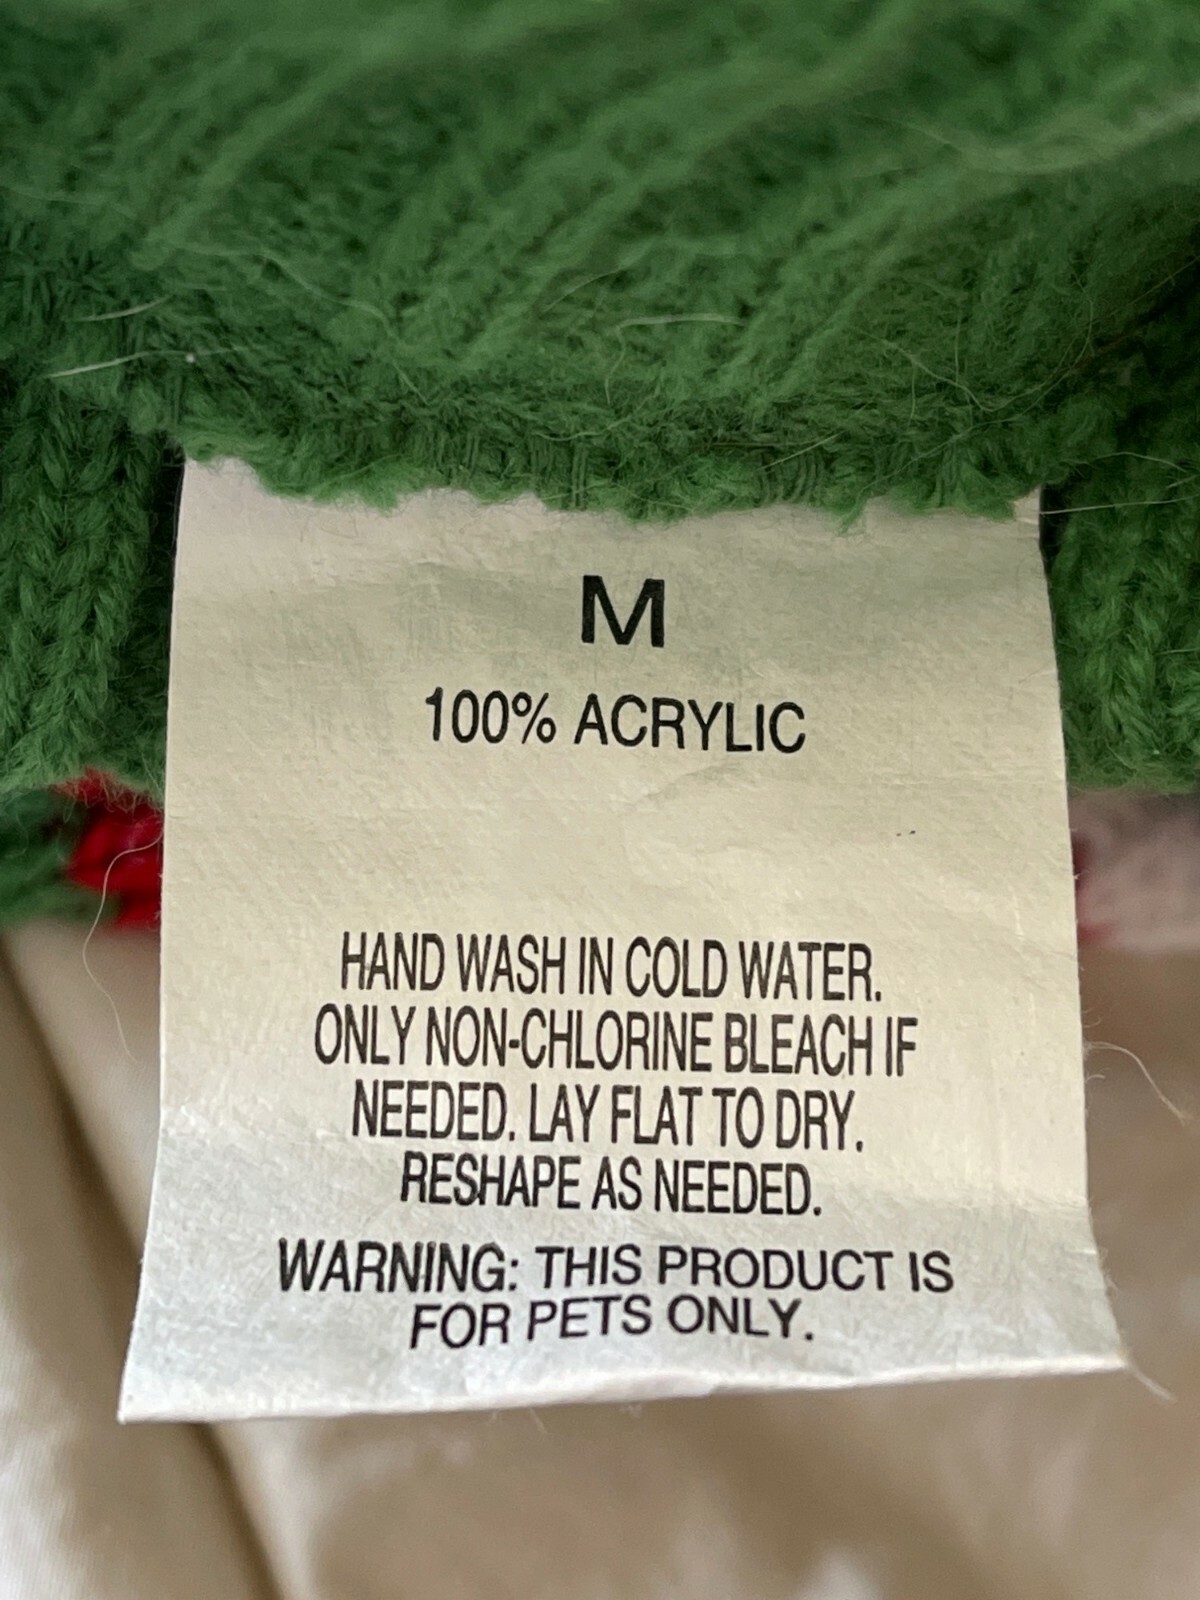 M
100% ACRYLIC
HAND WASH IN COLD WATER.
ONLY NON-CHLORINE BLEACH IF
NEEDED. LAY FLAT TO DRY.
RESHAPE AS NEEDED.
WARNING: THIS PRODUCT IS
FOR PETS ONLY.